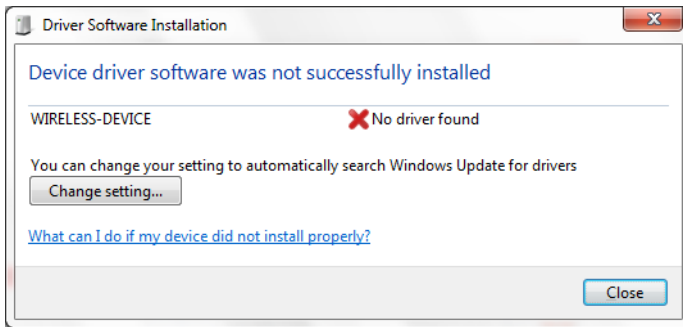 Driver Software Installation
Device driver software was not successfully installed
WIRELESS-DEVICE No driver found
You can change your setting to automatically search Windows Update for drivers
Change setting...
What can I do if my device did not install properly?
Close